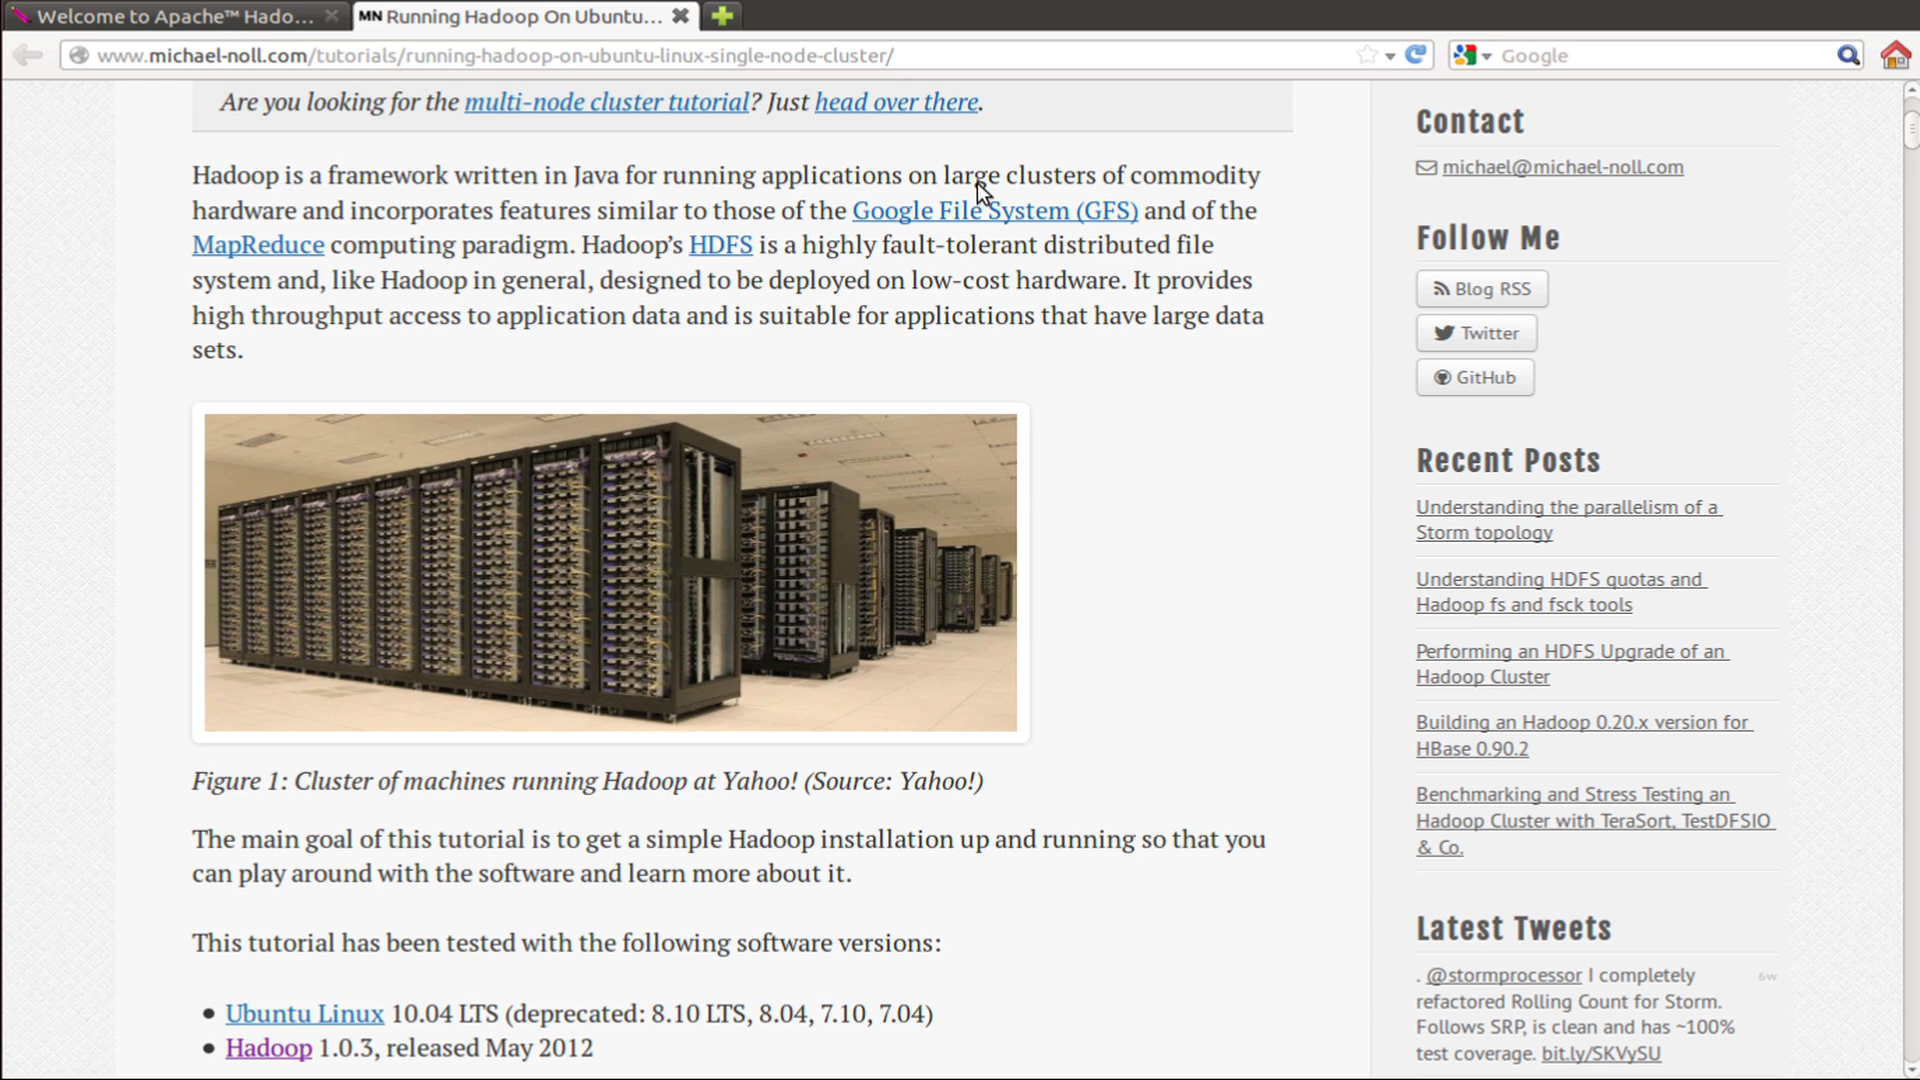 Welcome to Apache™ Hado...
MN Running Hadoop On Ubuntu...
www.michael-noll.com/tutorials/running-hadoop-on-ubuntu-linux-single-node-cluster/
Google
Are you looking for the multi-node cluster tutorial? Just head over there.
Hadoop is a framework written in Java for running applications on large clusters of commodity
hardware and incorporates features similar to those of the Google File System (GFS) and of the
MapReduce computing paradigm. Hadoop’s HDFS is a highly fault-tolerant distributed file
system and, like Hadoop in general, designed to be deployed on low-cost hardware. It provides
high throughput access to application data and is suitable for applications that have large data
sets.
Figure 1: Cluster of machines running Hadoop at Yahoo! (Source: Yahoo!)
The main goal of this tutorial is to get a simple Hadoop installation up and running so that you
can play around with the software and learn more about it.
This tutorial has been tested with the following software versions:
• Ubuntu Linux 10.04 LTS (deprecated: 8.10 LTS, 8.04, 7.10, 7.04)
• Hadoop 1.0.3, released May 2012
Contact
michael@michael-noll.com
Follow Me
Blog RSS
Twitter
GitHub
Recent Posts
Understanding the parallelism of a
Storm topology
Understanding HDFS quotas and
Hadoop fs and fsck tools
Performing an HDFS Upgrade of an
Hadoop Cluster
Building an Hadoop 0.20.x version for
HBase 0.90.2
Benchmarking and Stress Testing an
Hadoop Cluster with TeraSort, TestDFSIO
& Co.
Latest Tweets
. @stormprocessor I completely 6w
refactored Rolling Count for Storm.
Follows SRP, is clean and has ~100%
test coverage. bit.ly/SKVySU